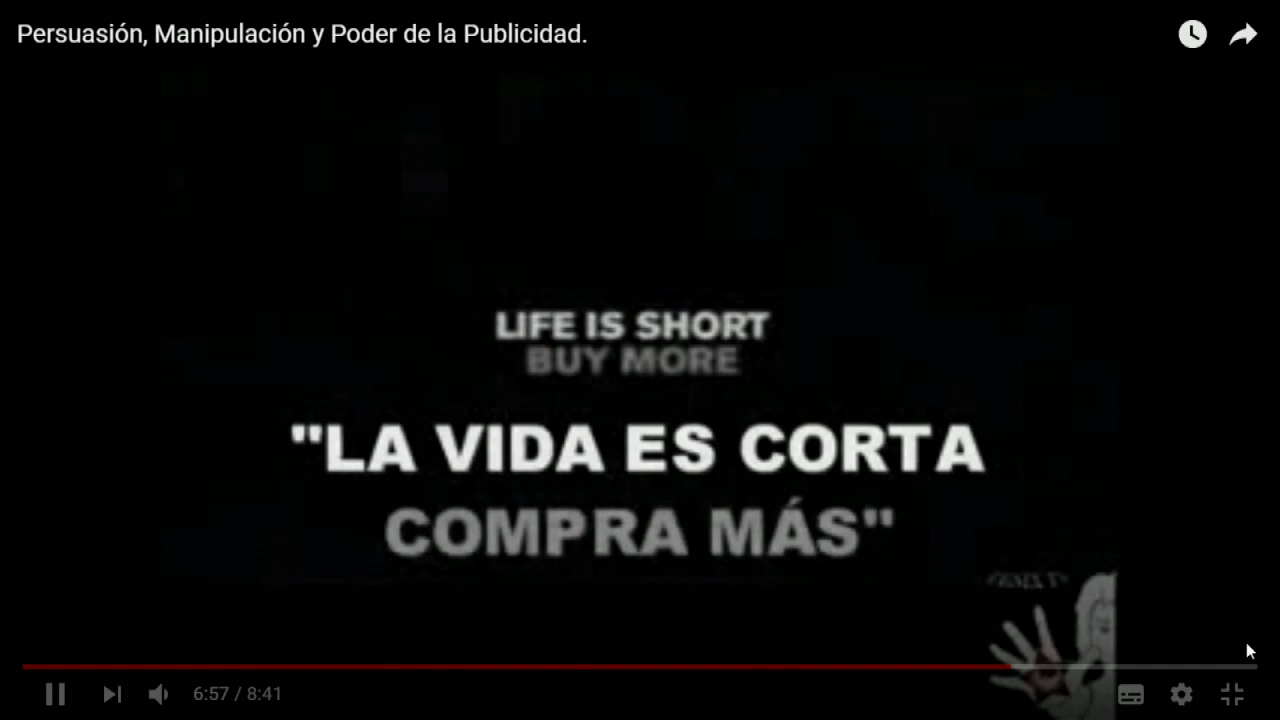 Persuasión, Manipulación y Poder de la Publicidad.
LIFE IS SHORT
BUY MORE
"LA VIDA ES CORTA
COMPRA MÁS"
6:57 / 8:41